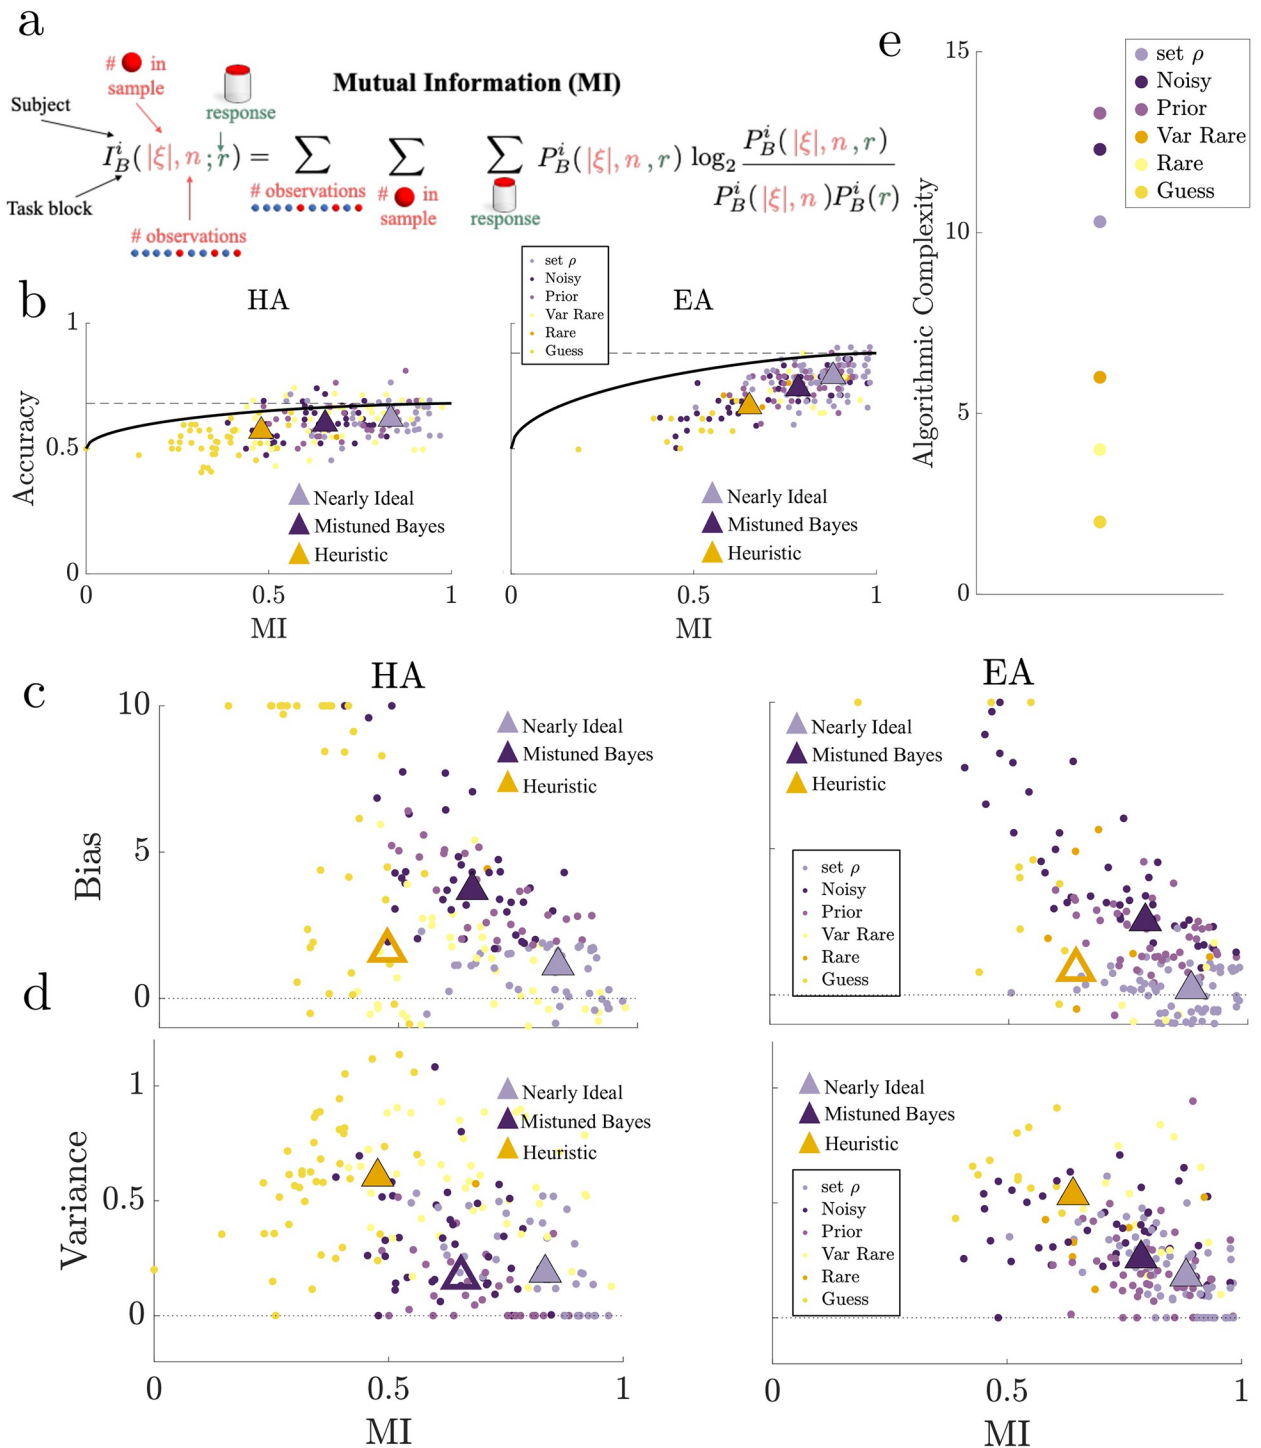 a
# in
sample
Mutual Information (MI)
Subject
response
I_B^i(|ξ|, n ; r) = ∑ ∑ ∑ P_B^i(|ξ|, n , r) log₂ P_B^i(|ξ|, n , r) / P_B^i(|ξ|, n )P_B^i(r)
# observations
# in
sample
response
Task block
# observations
e
15
10
5
0
Algorithmic Complexity
set ρ
Noisy
Prior
Var Rare
Rare
Guess
b
HA
1
0.5
0
Accuracy
Nearly Ideal
Mistuned Bayes
Heuristic
0
0.5
1
MI
EA
set ρ
Noisy
Prior
Var Rare
Rare
Guess
Nearly Ideal
Mistuned Bayes
Heuristic
0
0.5
1
MI
c
HA
10
5
0
Bias
Nearly Ideal
Mistuned Bayes
Heuristic
EA
Nearly Ideal
Mistuned Bayes
Heuristic
set ρ
Noisy
Prior
Var Rare
Rare
Guess
d
1
0.5
0
Variance
Nearly Ideal
Mistuned Bayes
Heuristic
0
0.5
1
MI
Nearly Ideal
Mistuned Bayes
Heuristic
set ρ
Noisy
Prior
Var Rare
Rare
Guess
0
0.5
1
MI